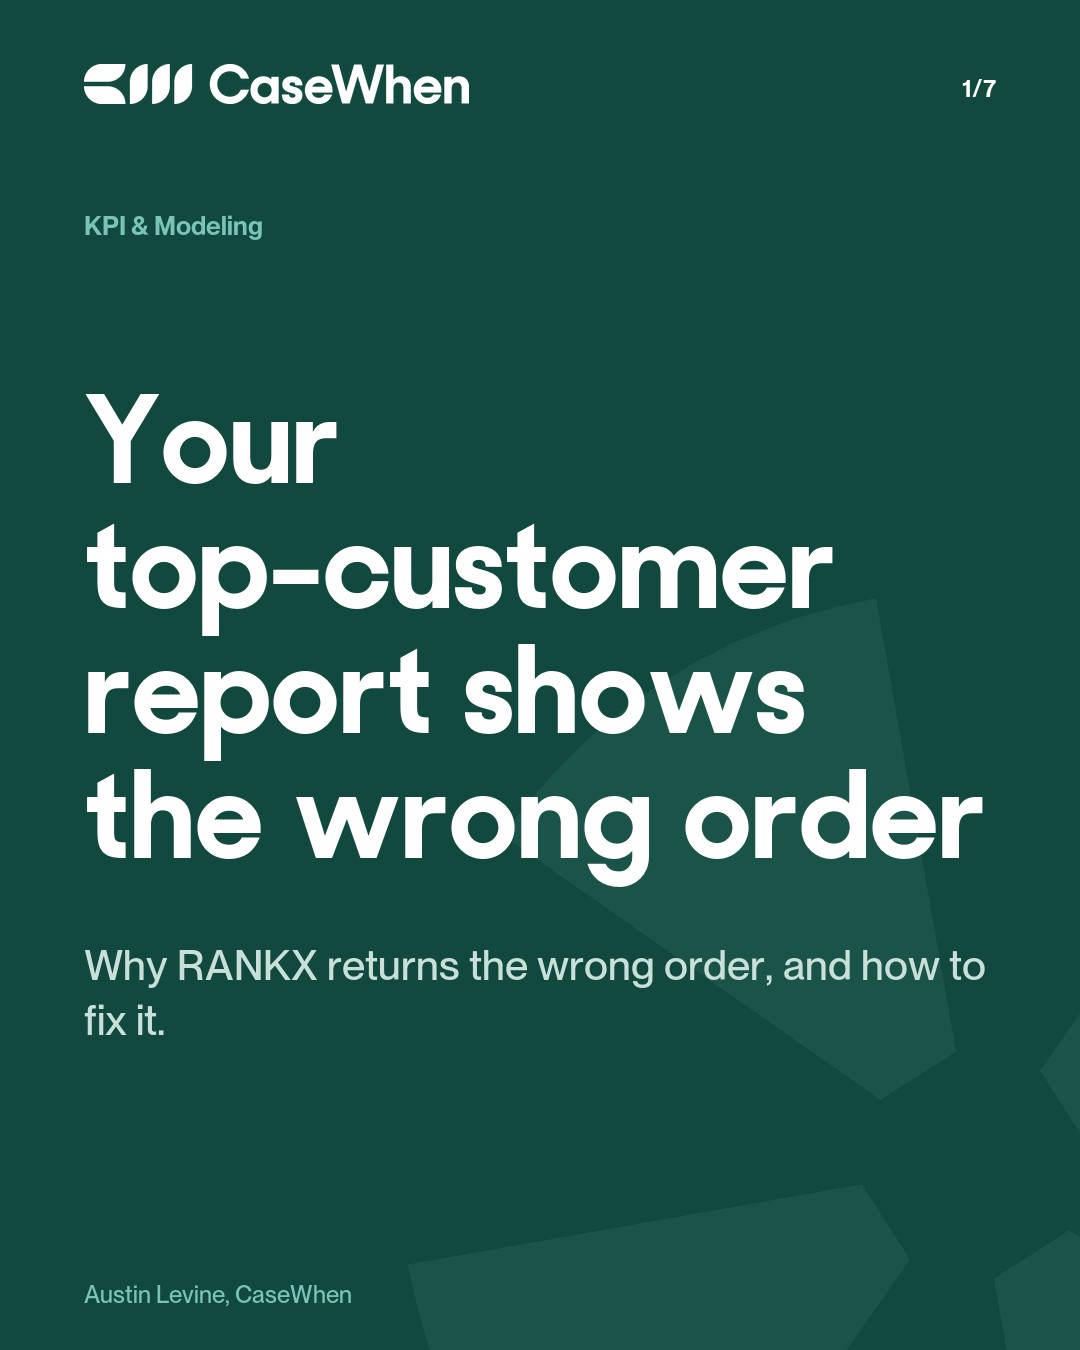 CaseWhen
1/7
KPI & Modeling
Your
top-customer
report shows
the wrong order
Why RANKX returns the wrong order, and how to
fix it.
Austin Levine, CaseWhen